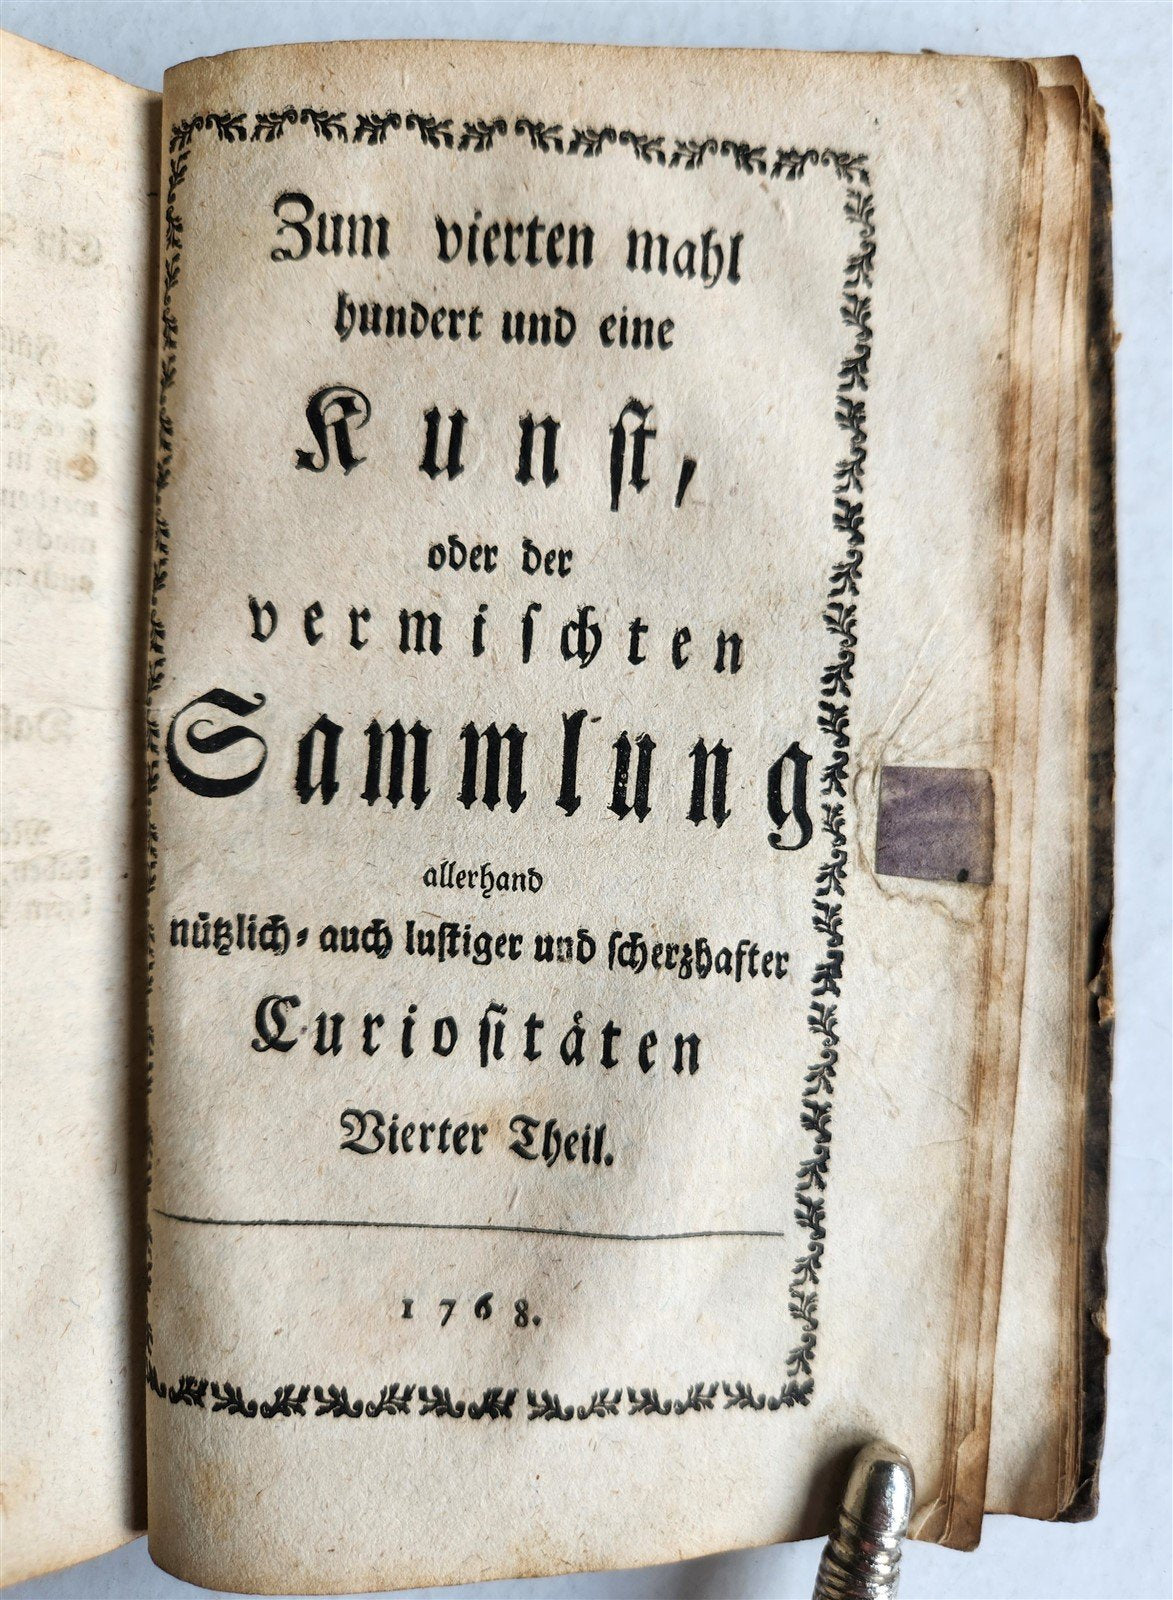 Zum vierten mahl
hundert und eine
Kunst,
oder der
vermischten
Sammlung
allerhand
nützlich- auch lustiger und scherzhafter
Curiositäten
Vierter Theil.
1768.